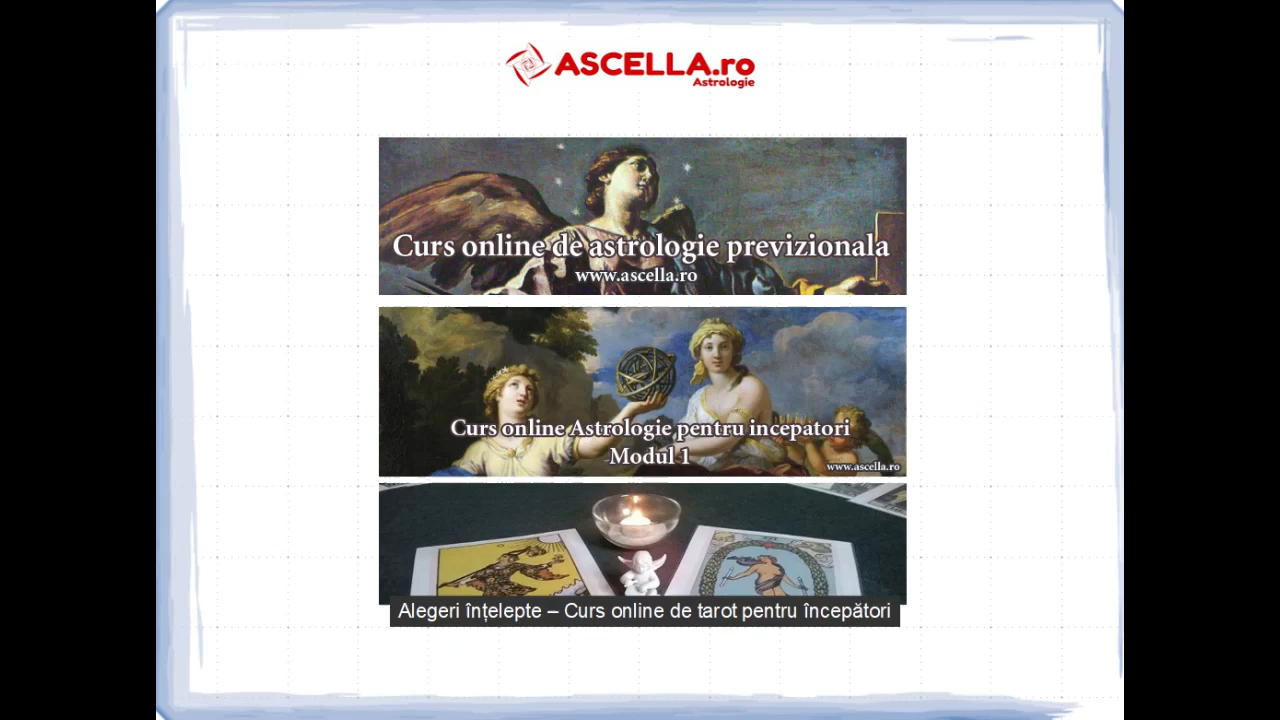 ASCELLA.ro
Astrologie
Curs online de astrologie previzionala
www.ascella.ro
Curs online Astrologie pentru incepatori
Modul 1
www.ascella.ro
Alegeri înțelepte – Curs online de tarot pentru începători